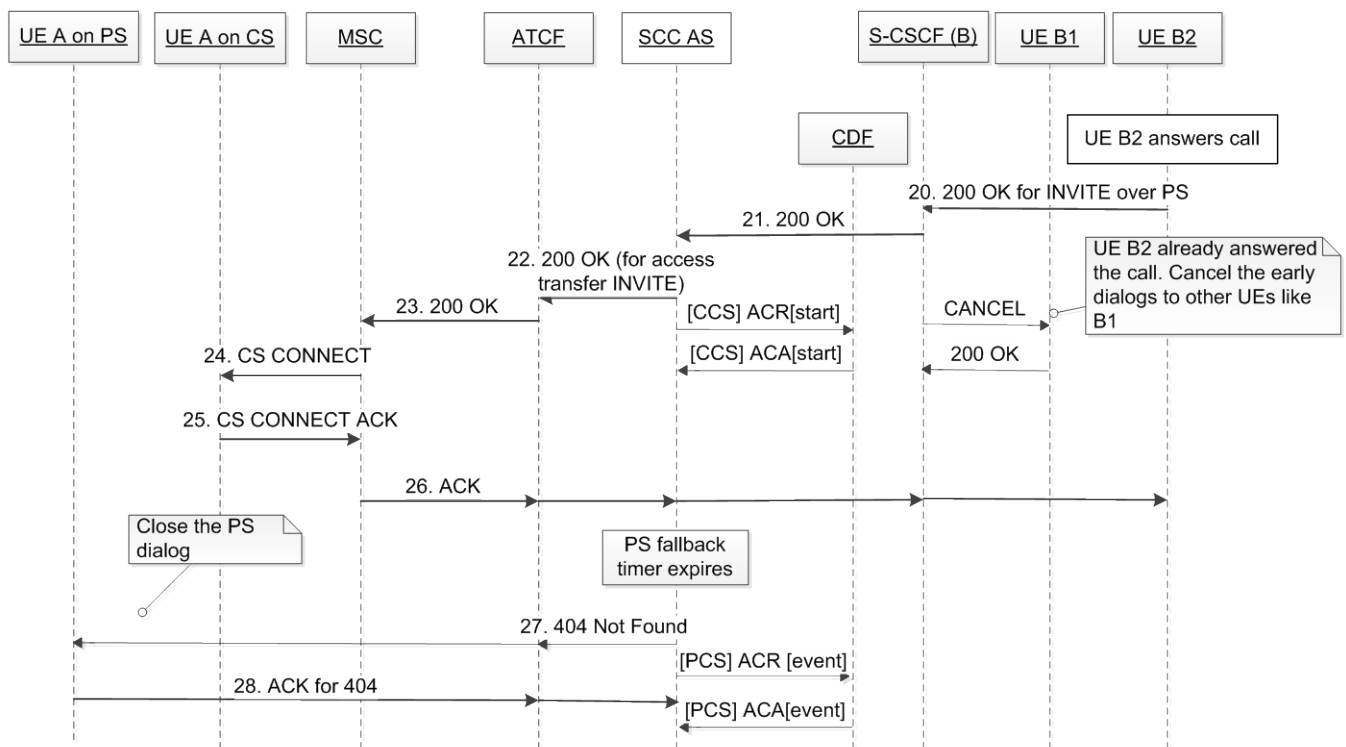 UE A on PS
UE A on CS
MSC
ATCF
SCC AS
S-CSCF (B)
UE B1
UE B2
CDF
UE B2 answers call
20. 200 OK for INVITE over PS
21. 200 OK
UE B2 already answered
the call. Cancel the early
dialogs to other UEs like
B1
22. 200 OK (for access
transfer INVITE)
23. 200 OK
[CCS] ACR[start]
CANCEL
24. CS CONNECT
[CCS] ACA[start]
200 OK
25. CS CONNECT ACK
26. ACK
Close the PS
dialog
PS fallback
timer expires
27. 404 Not Found
[PCS] ACR [event]
28. ACK for 404
[PCS] ACA[event]